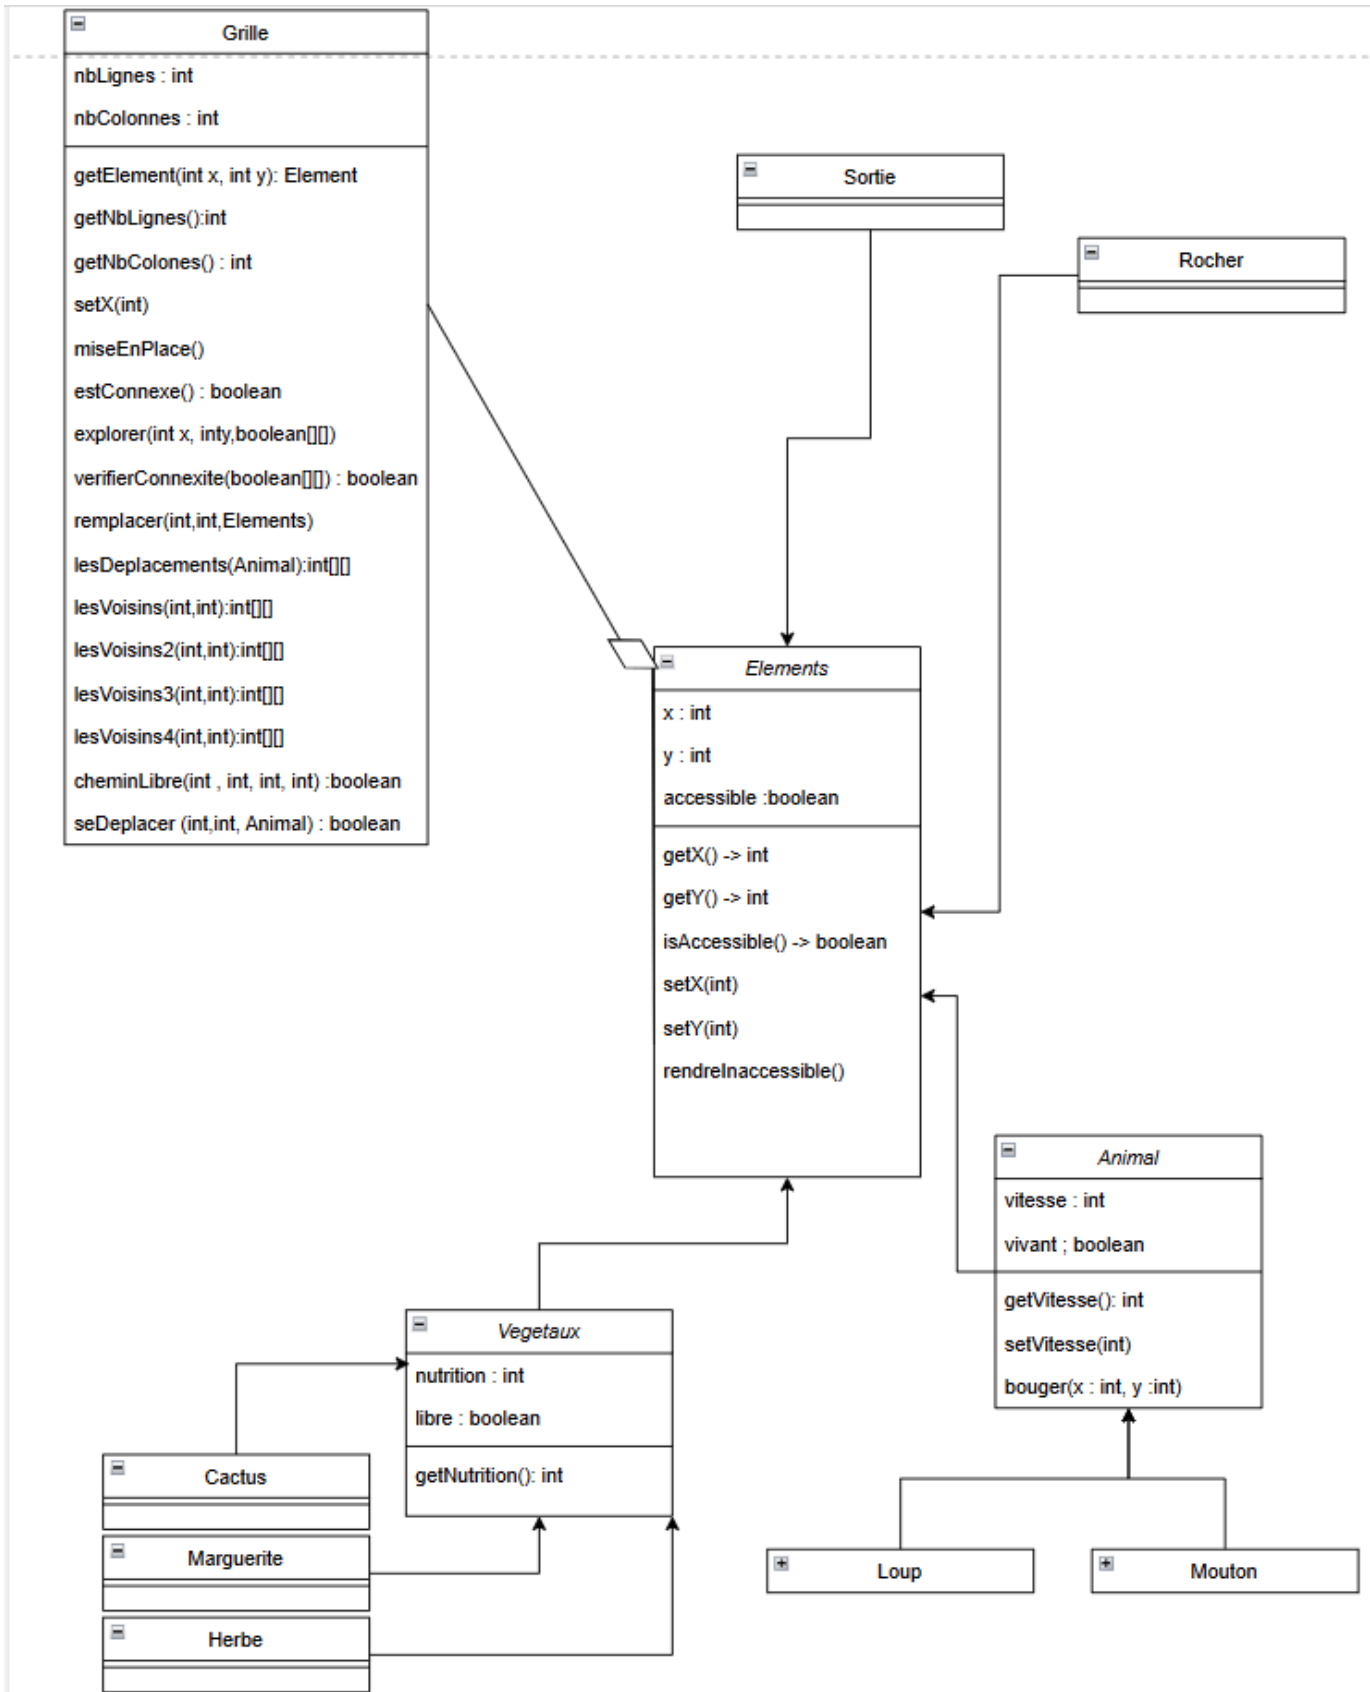 Grille
nbLignes : int
nbColonnes : int
getElement(int x, int y): Element
getNbLignes():int
getNbColones() : int
setX(int)
miseEnPlace()
estConnexe() : boolean
explorer(int x, inty,boolean[][])
verifierConnexite(boolean[][]) : boolean
remplacer(int,int,Elements)
lesDeplacements(Animal):int[][]
lesVoisins(int,int):int[][]
lesVoisins2(int,int):int[][]
lesVoisins3(int,int):int[][]
lesVoisins4(int,int):int[][]
cheminLibre(int , int, int, int) :boolean
seDeplacer (int,int, Animal) : boolean
Sortie
Rocher
Elements
x : int
y : int
accessible :boolean
getX() -> int
getY() -> int
isAccessible() -> boolean
setX(int)
setY(int)
rendreInaccessible()
Animal
vitesse : int
vivant ; boolean
getVitesse(): int
setVitesse(int)
bouger(x : int, y :int)
Vegetaux
nutrition : int
libre : boolean
getNutrition(): int
Cactus
Marguerite
Herbe
Loup
Mouton